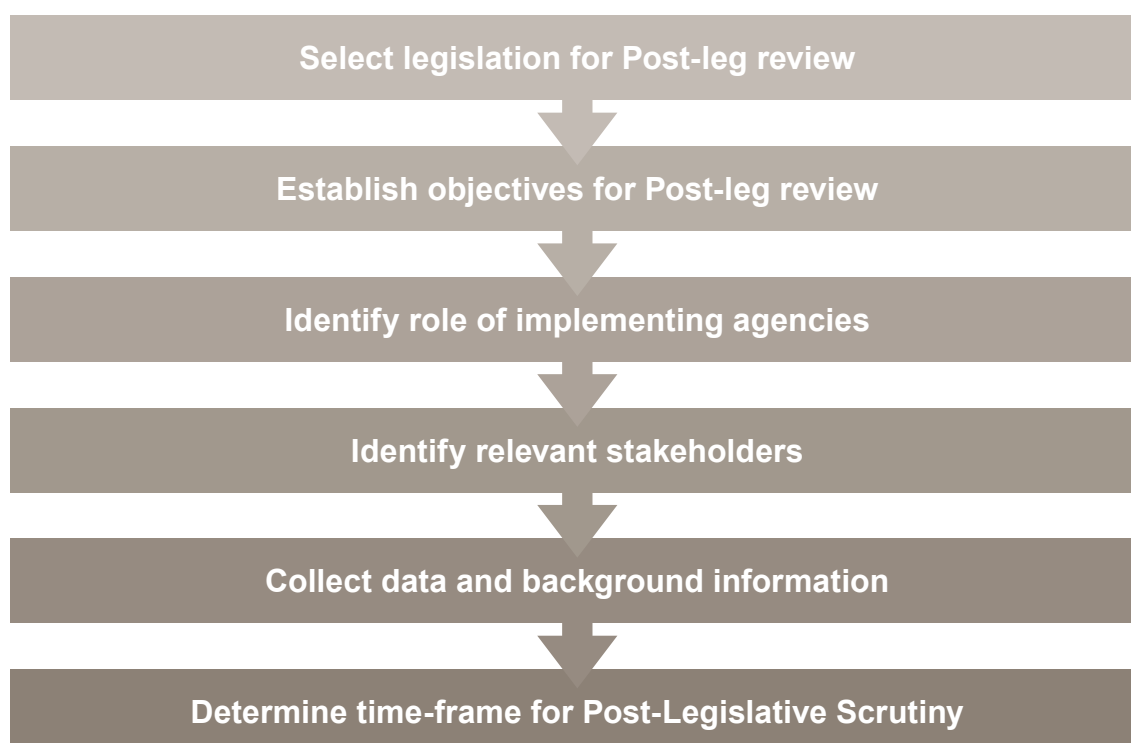 Select legislation for Post-leg review
Establish objectives for Post-leg review
Identify role of implementing agencies
Identify relevant stakeholders
Collect data and background information
Determine time-frame for Post-Legislative Scrutiny